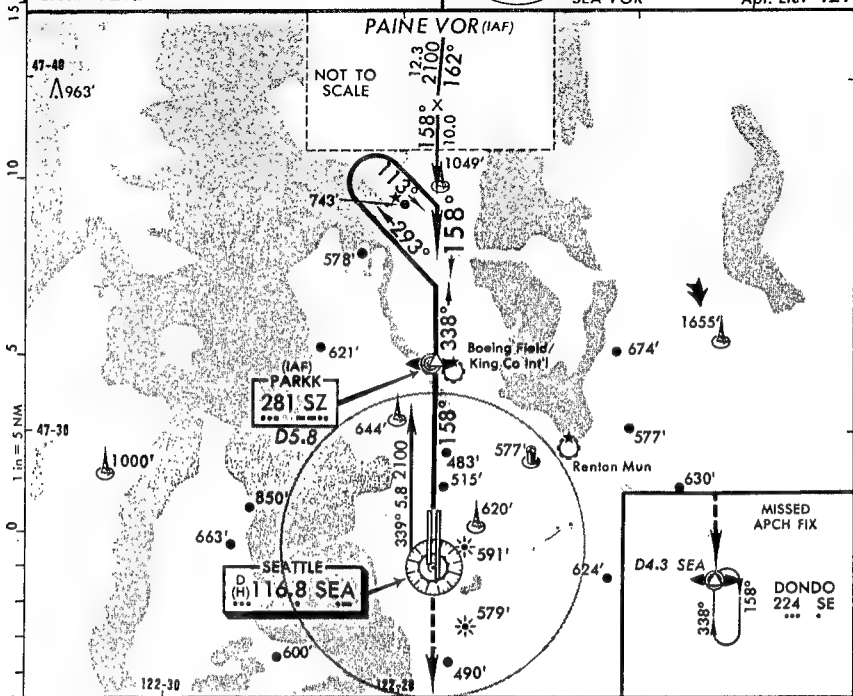 SEA VOR
15
PAINE VOR (IAF)
47-40
963'
NOT TO
SCALE
12.3
2100
162°
158°
10.0
X
10
1049'
113°
743'
293°
158°
578'
338°
1655'
5
621'
674'
Boeing Field/
King Co Int'l
(IAF)
PARKK
281 SZ
D5.8
1 in = 5 NM
47-30
644'
158°
577'
577'
483'
Renton Mun
1000'
515'
339° 5.8 2100
630'
850'
620'
0
663'
591'
MISSED
APCH FIX
SEATTLE
D
(H) 116.8 SEA
624'
D4.3 SEA
DONDO
224 SE
338°
158°
579'
600'
490'
122-30
122-20